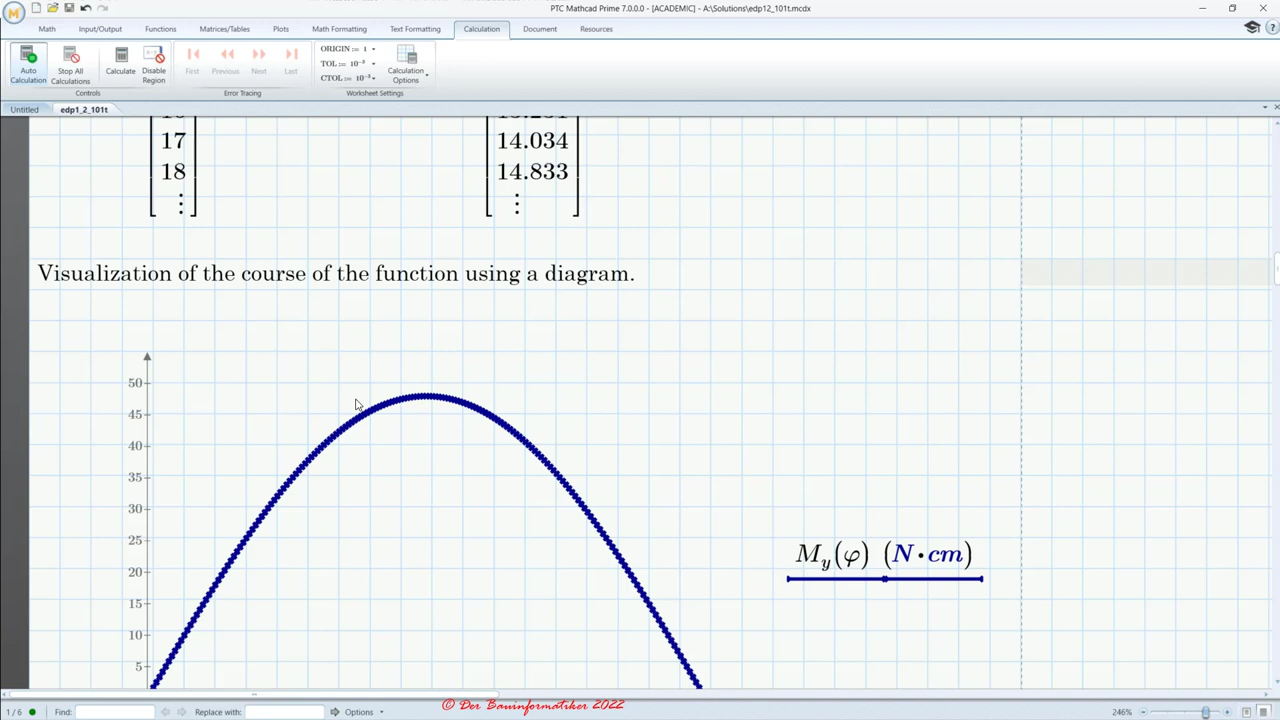 PTC Mathcad Prime 7.0.0.0 - [ACADEMIC] - A:\Solutions\edp12_101t.mcdx
Math Input/Output Functions Matrices/Tables Plots Math Formatting Text Formatting Calculation Document Resources
Auto Calculation
Stop All Calculations
Calculate
Disable Region
Controls
First Previous Next Last
Error Tracing
ORIGIN := 1
TOL := 10⁻³
CTOL := 10⁻³
Calculation Options
Worksheet Settings
Untitled edp1_2_101t
17 14.034
18 14.833
⋮ ⋮
Visualization of the course of the function using a diagram.
50
45
40
35
30
25
20
15
10
5
M_y(φ) (N·cm)
1 / 6 Find: Replace with: Options 246%
© Der Bauinformatiker 2022